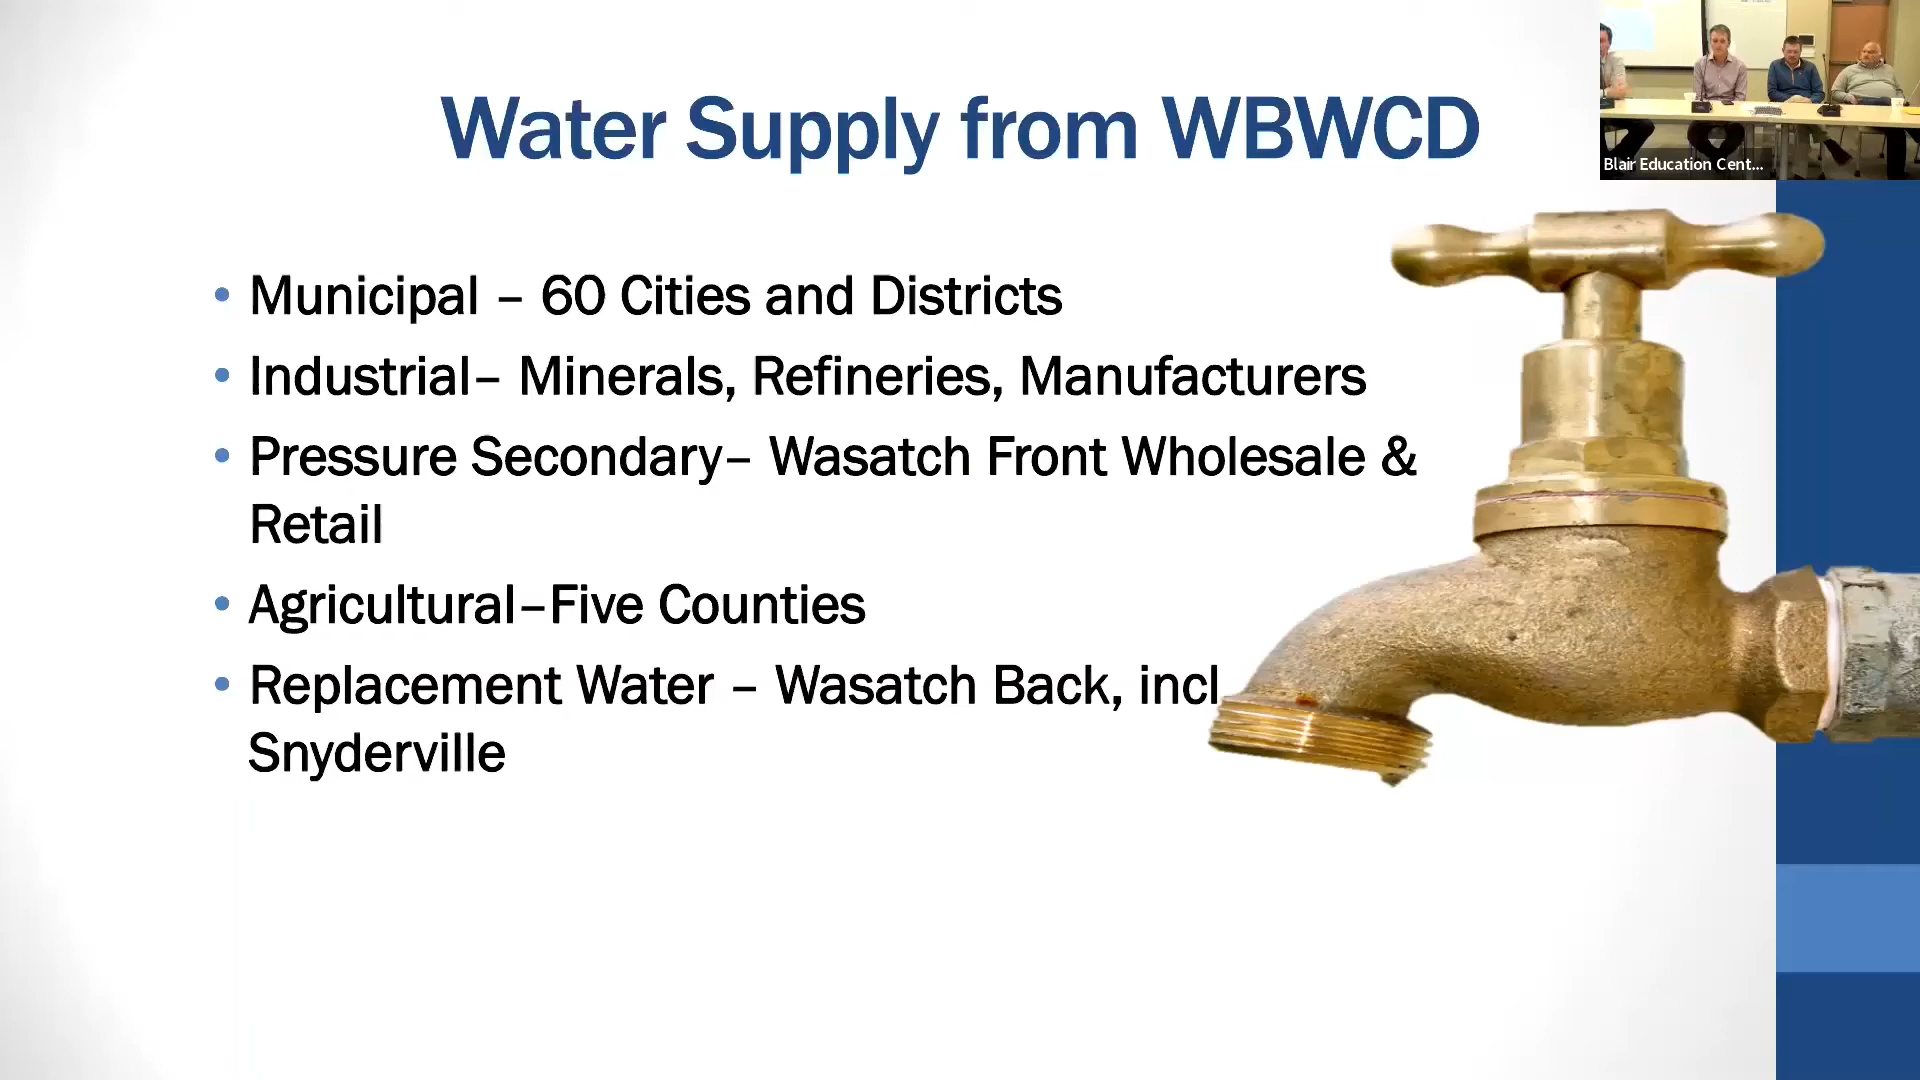 Water Supply from WBWCD
Blair Education Cent...
• Municipal – 60 Cities and Districts
• Industrial– Minerals, Refineries, Manufacturers
• Pressure Secondary– Wasatch Front Wholesale &
Retail
• Agricultural–Five Counties
• Replacement Water – Wasatch Back, incl
Snyderville